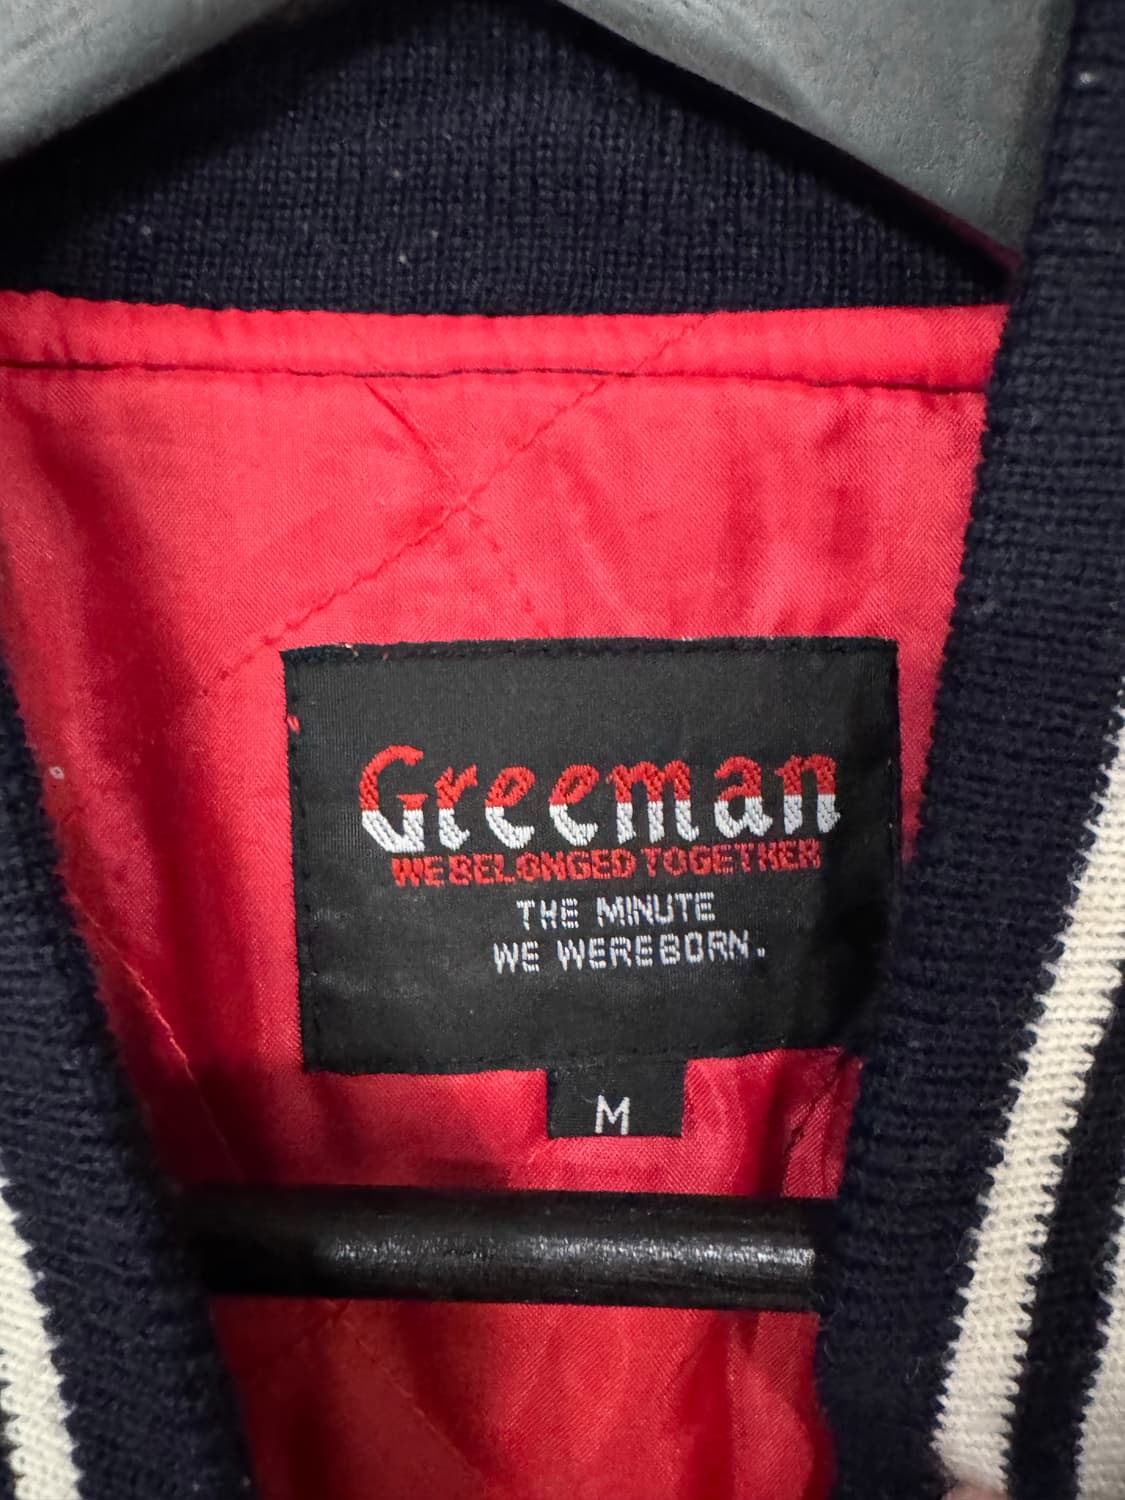 Greeman
WE BELONGED TOGETHER
THE MINUTE
WE WEREBORN.
M